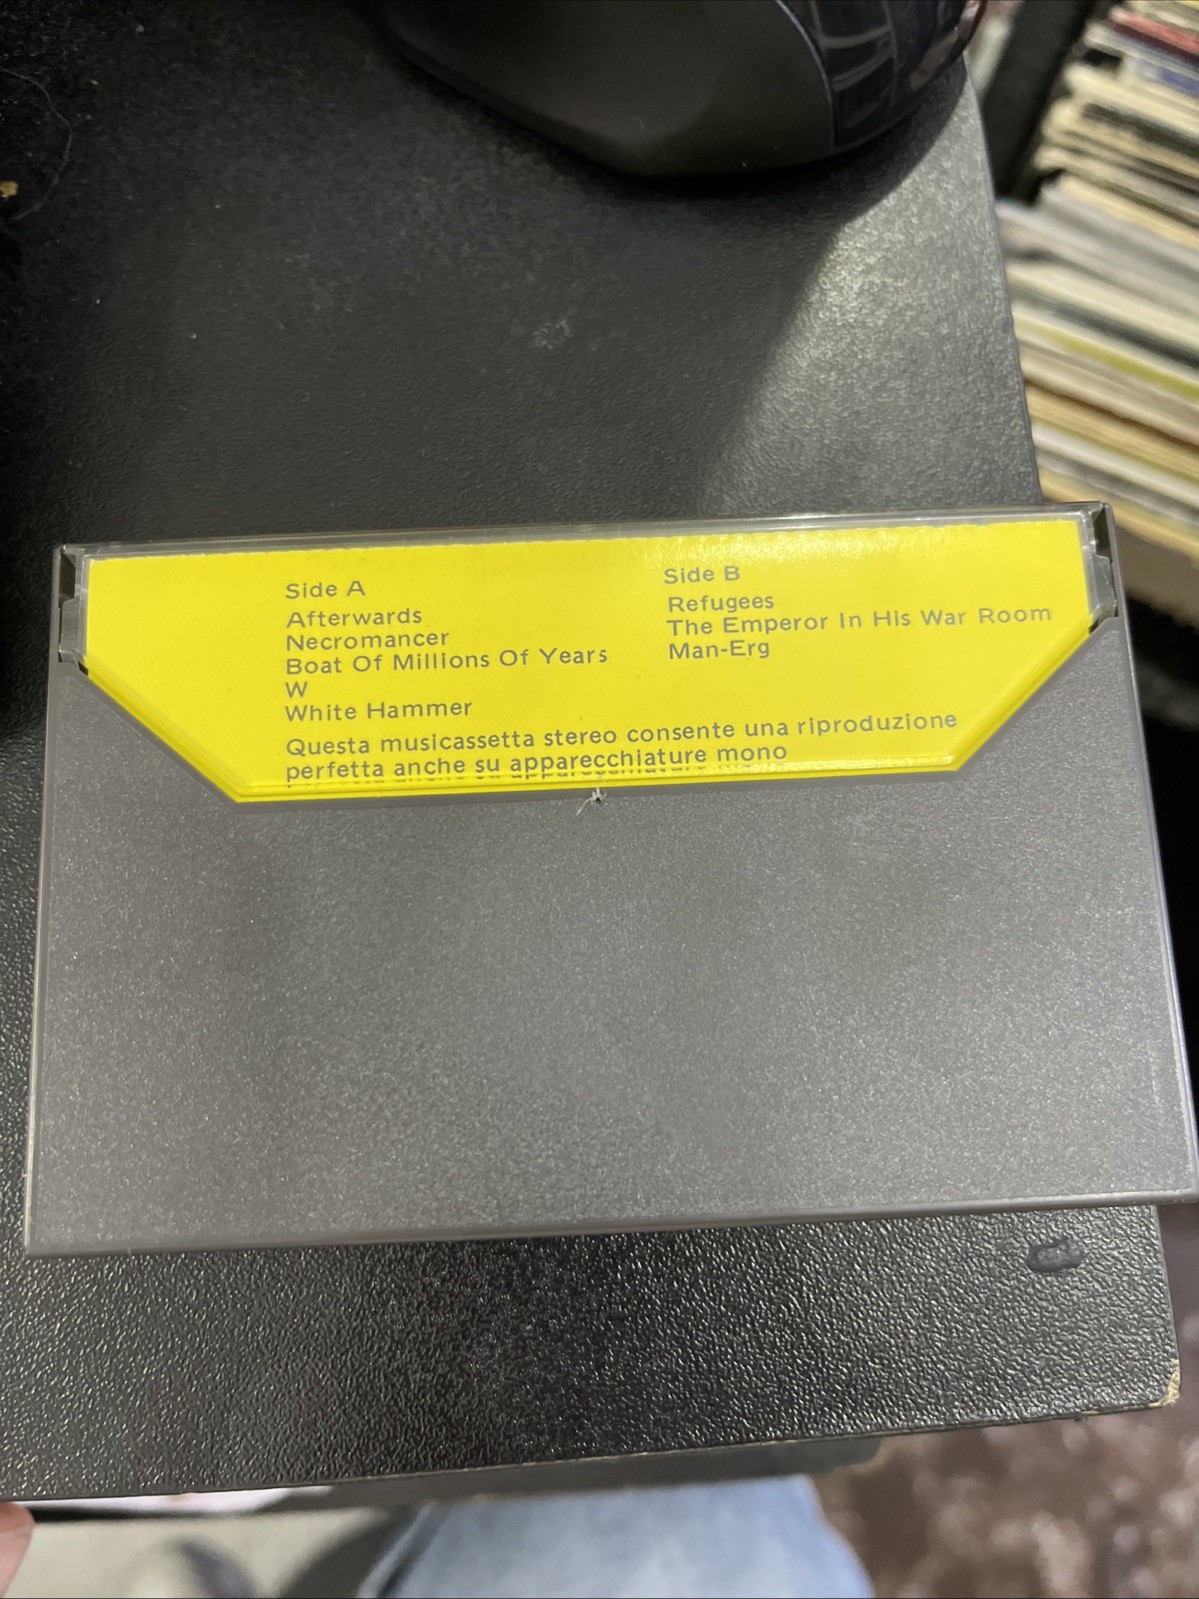 Side A
Afterwards
Necromancer
Boat Of Millions Of Years
W
White Hammer
Side B
Refugees
The Emperor In His War Room
Man-Erg
Questa musicassetta stereo consente una riproduzione
perfetta anche su apparecchiature mono